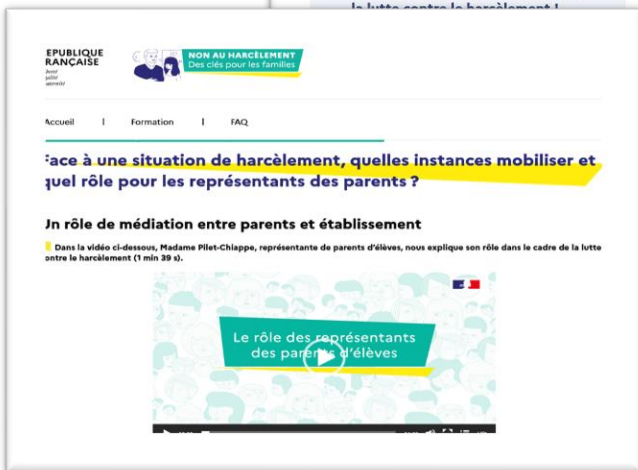 la lutte contre le harcèlement !
EPUBLIQUE
RANÇAISE
NON AU HARCÈLEMENT
Des clés pour les familles
Accueil | Formation | FAQ
Face à une situation de harcèlement, quelles instances mobiliser et
quel rôle pour les représentants des parents ?
Un rôle de médiation entre parents et établissement
Dans la vidéo ci-dessous, Madame Pilet-Chiappe, représentante de parents d'élèves, nous explique son rôle dans le cadre de la lutte
ontre le harcèlement (1 min 39 s).
Le rôle des représentants
des parents d'élèves